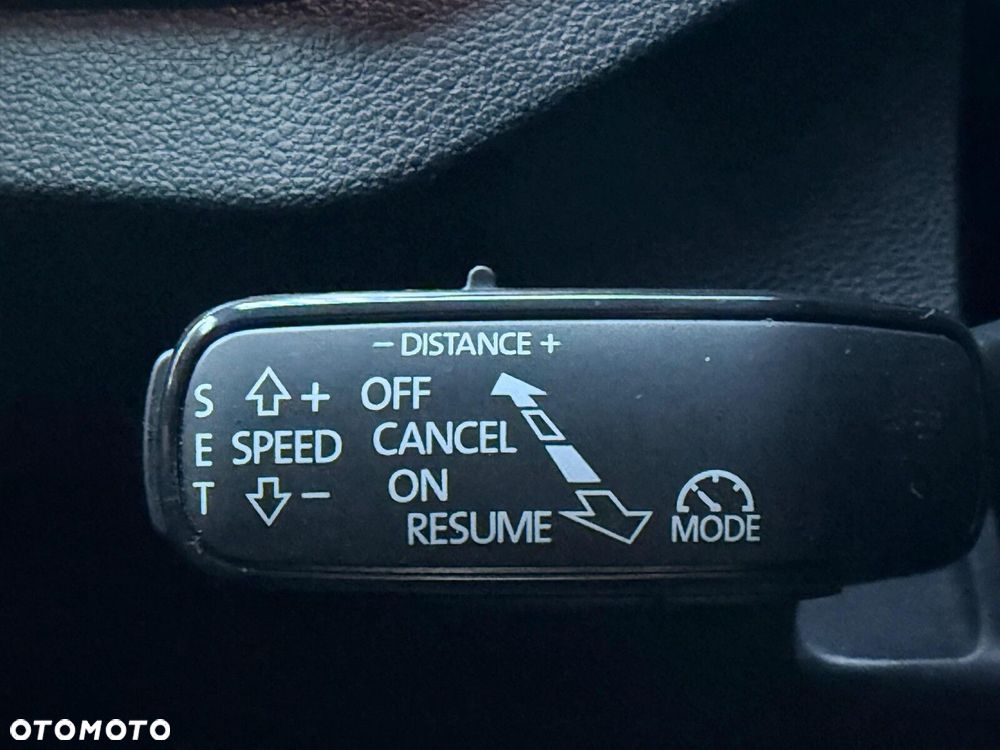 − DISTANCE +
S + OFF
E SPEED CANCEL
T − ON
RESUME MODE
OTOMOTO